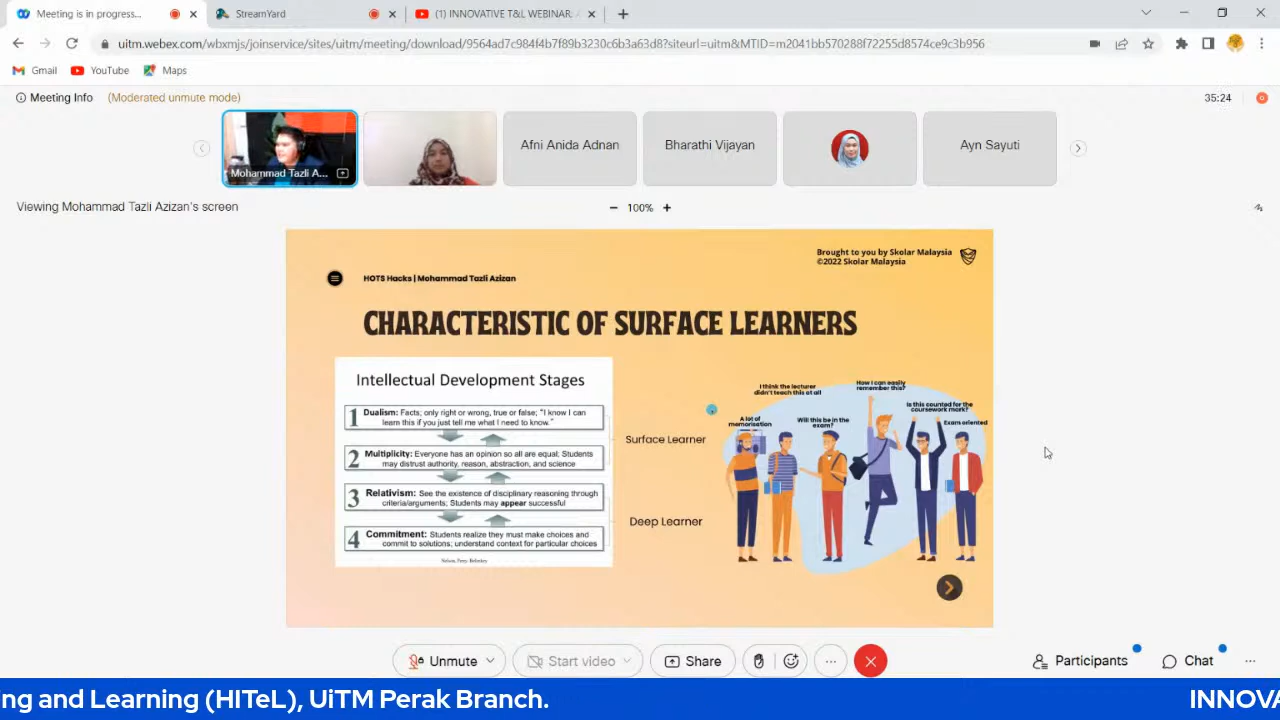 Meeting is in progress...
StreamYard
(1) INNOVATIVE T&L WEBINAR:
uitm.webex.com/wbxmjs/joinservice/sites/uitm/meeting/download/9564ad7c984f4b7f89b3230c6b3a63d8?siteurl=uitm&MTID=m2041bb570288f72255d8574ce9c3b956
Gmail
YouTube
Maps
Meeting Info
(Moderated unmute mode)
35:24
Mohammad Tazli A...
Afni Anida Adnan
Bharathi Vijayan
Ayn Sayuti
Viewing Mohammad Tazli Azizan's screen
100%
Brought to you by Skolar Malaysia
©2022 Skolar Malaysia
HOTS Hacks | Mohammad Tazli Azizan
CHARACTERISTIC OF SURFACE LEARNERS
Intellectual Development Stages
1 Dualism: Facts; only right or wrong, true or false; "I know I can
learn this if you just tell me what I need to know."
2 Multiplicity: Everyone has an opinion so all are equal; Students
may distrust authority, reason, abstraction, and science
3 Relativism: See the existence of disciplinary reasoning through
criteria/arguments; Students may appear successful
4 Commitment: Students realize they must make choices and
commit to solutions; understand context for particular choices
Surface Learner
Deep Learner
I think the lecturer
didn't teach this at all
How I can easily
remember this?
Is this counted for the
coursework mark?
A lot of
memorisation
Will this be in the
exam?
Exam oriented
Unmute
Start video
Share
Participants
Chat
ing and Learning (HITeL), UiTM Perak Branch.
INNOVA